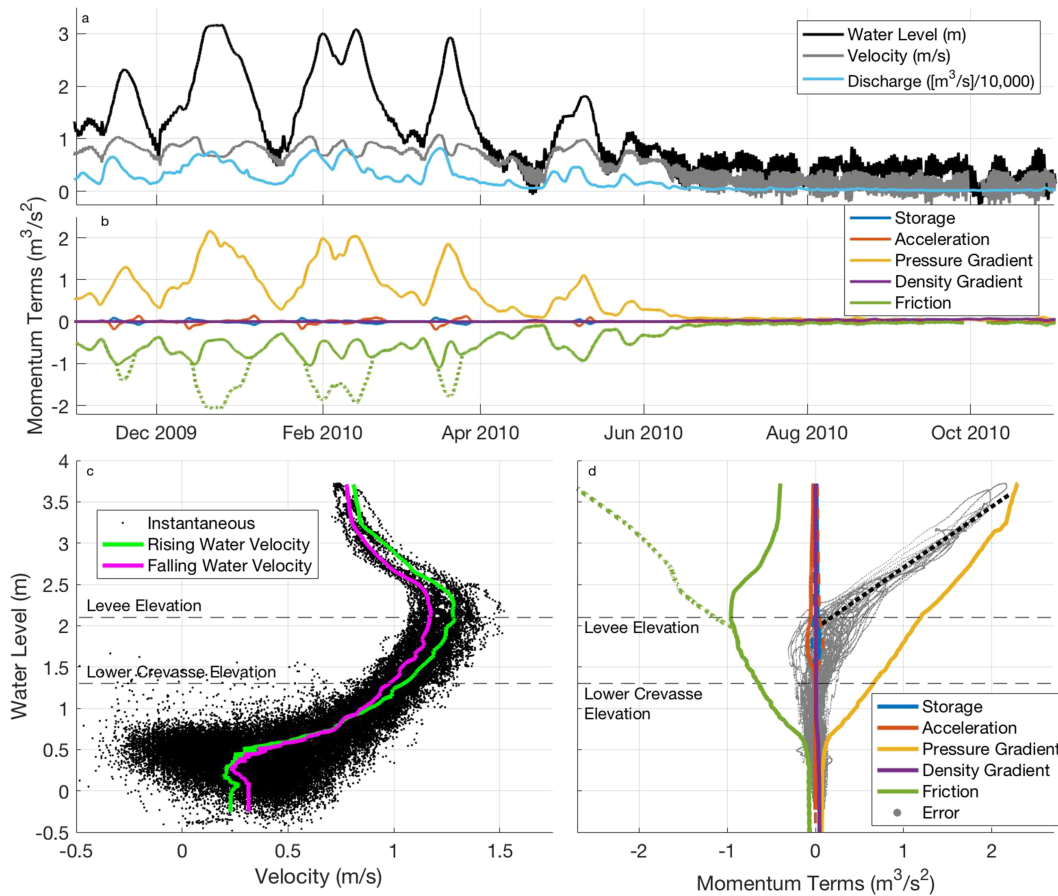 a
3
2
1
0
Water Level (m)
Velocity (m/s)
Discharge ([m³/s]/10,000)
b
2
1
0
-1
-2
Momentum Terms (m³/s²)
Storage
Acceleration
Pressure Gradient
Density Gradient
Friction
Dec 2009 Feb 2010 Apr 2010 Jun 2010 Aug 2010 Oct 2010
c
4
3.5
3
2.5
2
1.5
1
0.5
0
-0.5
Water Level (m)
Instantaneous
Rising Water Velocity
Falling Water Velocity
Levee Elevation
Lower Crevasse Elevation
-0.5 0 0.5 1 1.5
Velocity (m/s)
d
Levee Elevation
Lower Crevasse
Elevation
Storage
Acceleration
Pressure Gradient
Density Gradient
Friction
Error
-2 -1 0 1 2
Momentum Terms (m³/s²)